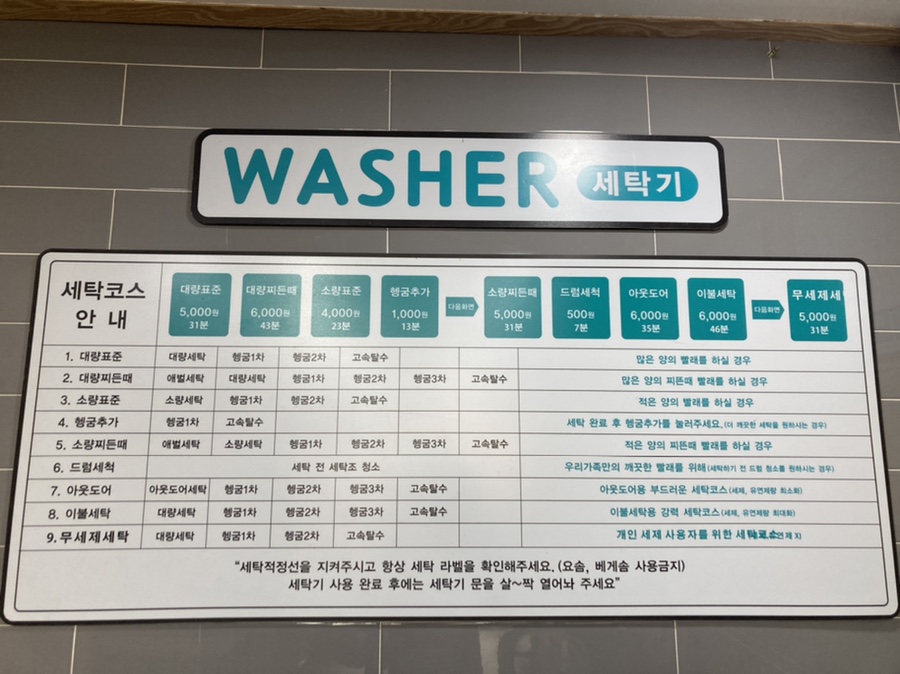 WASHER 세탁기
세탁코스 안 내
대량표준 5,000원 31분
대량찌든때 6,000원 43분
소량표준 4,000원 23분
헹굼추가 1,000원 13분
다음화면
소량찌든때 5,000원 31분
드럼세척 500원 7분
아웃도어 6,000원 35분
이불세탁 6,000원 46분
다음화면
무세제세 5,000원 31분
1. 대량표준 대량세탁 헹굼1차 헹굼2차 고속탈수 많은 양의 빨래를 하실 경우
2. 대량찌든때 애벌세탁 대량세탁 헹굼1차 헹굼2차 헹굼3차 고속탈수 많은 양의 찌뜬때 빨래를 하실 경우
3. 소량표준 소량세탁 헹굼1차 헹굼2차 고속탈수 적은 양의 빨래를 하실 경우
4. 헹굼추가 헹굼1차 고속탈수 세탁 완료 후 헹굼추가를 눌러주세요.(더 깨끗한 세탁을 원하시는 경우)
5. 소량찌든때 애벌세탁 소량세탁 헹굼1차 헹굼2차 헹굼3차 고속탈수 적은 양의 찌뜬때 빨래를 하실 경우
6. 드럼세척 세탁 전 세탁조 청소 우리가족만의 깨끗한 빨래를 위해(세탁하기 전 드럼 청소를 원하시는 경우)
7. 아웃도어 아웃도어세탁 헹굼1차 헹굼2차 헹굼3차 고속탈수 아웃도어용 부드러운 세탁코스(세제, 유연제량 최소화)
8. 이불세탁 대량세탁 헹굼1차 헹굼2차 헹굼3차 고속탈수 이불세탁용 강력 세탁코스(세제, 유연제량 최대화)
9. 무세제세탁 대량세탁 헹굼1차 헹굼2차 고속탈수 개인 세제 사용자를 위한
"세탁적정선을 지켜주시고 항상 세탁 라벨을 확인해주세요. (요솜, 베게솜 사용금지)
세탁기 사용 완료 후에는 세탁기 문을 살~짝 열어놔 주세요"